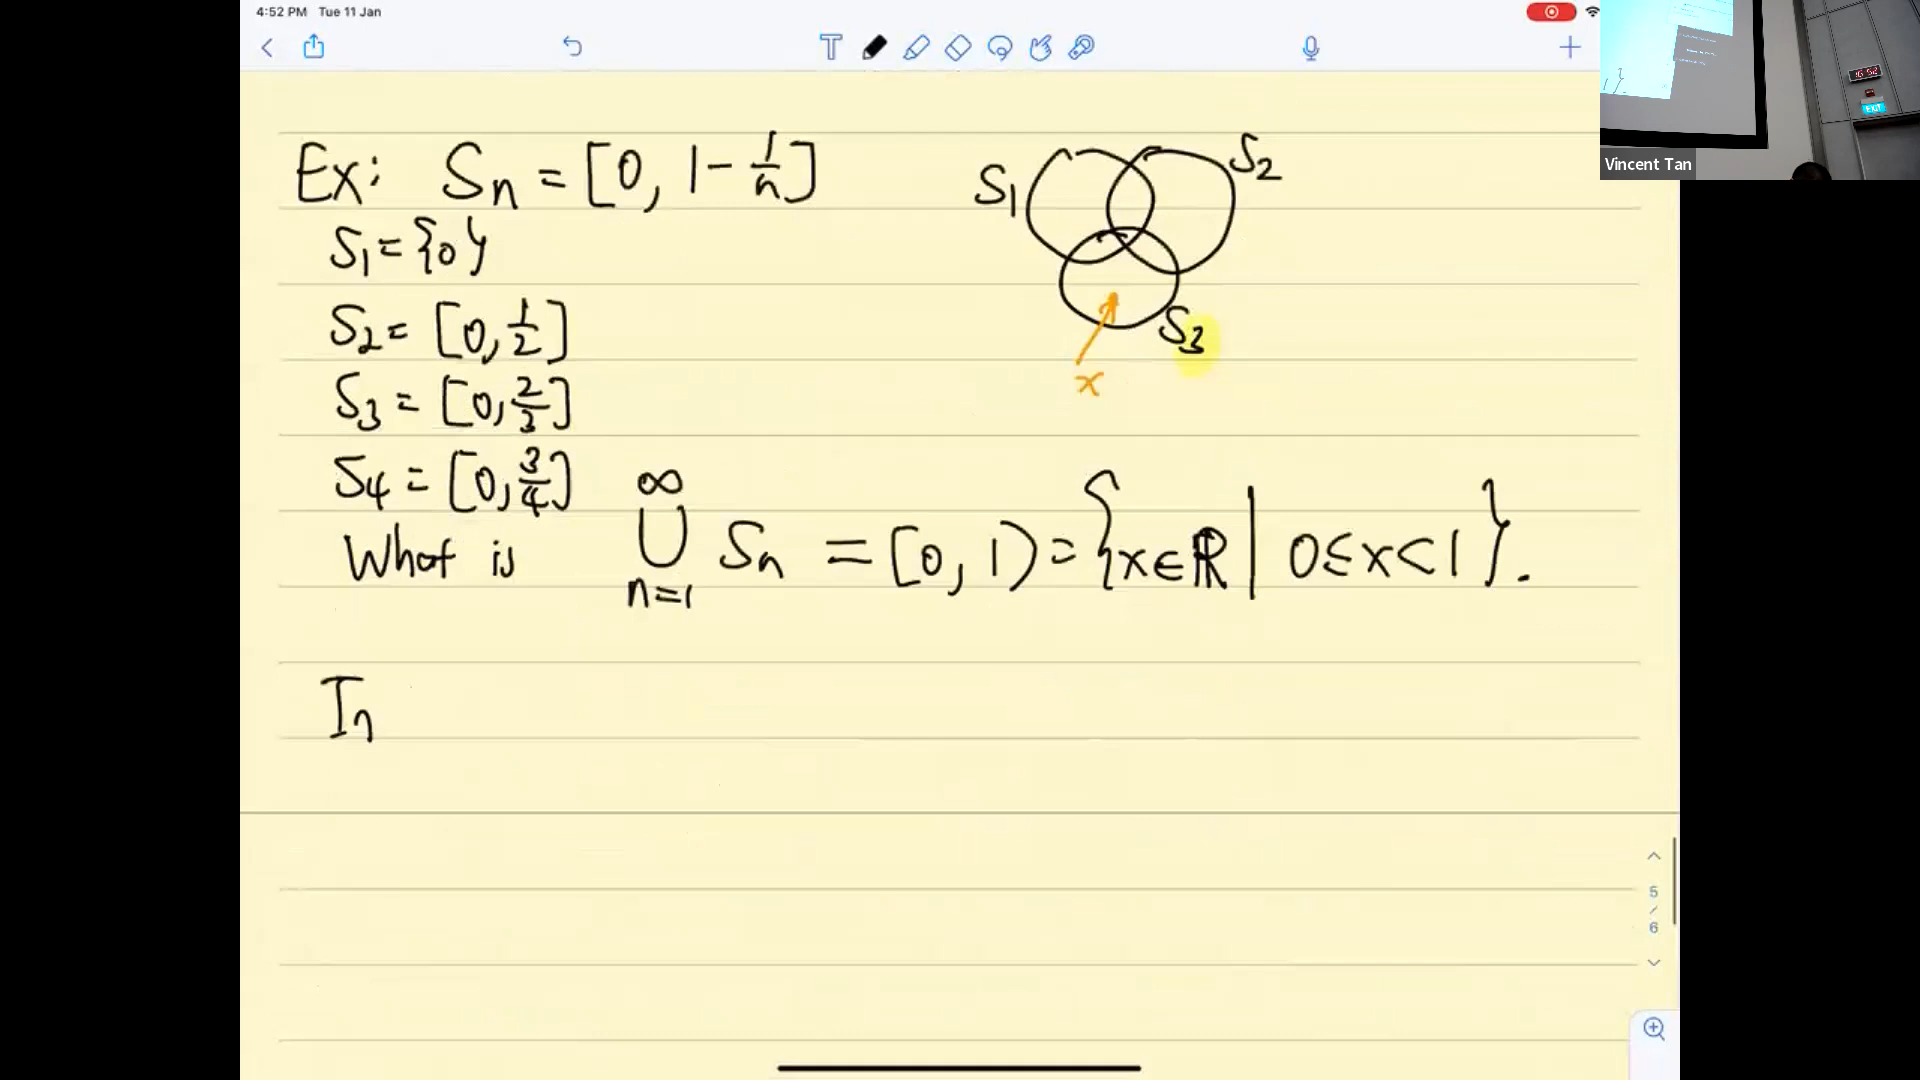 4:52 PM Tue 11 Jan
T
Vincent Tan
EXIT
Ex: Sn = [0, 1 - 1/n]
S1 = {0}
S2 = [0, 1/2]
S3 = [0, 2/3]
S4 = [0, 3/4]
S1
S2
S3
x
What is ∞ ⋃ n=1 Sn = [0, 1) = {x ∈ ℝ | 0 ≤ x < 1}.
In
5
/
6